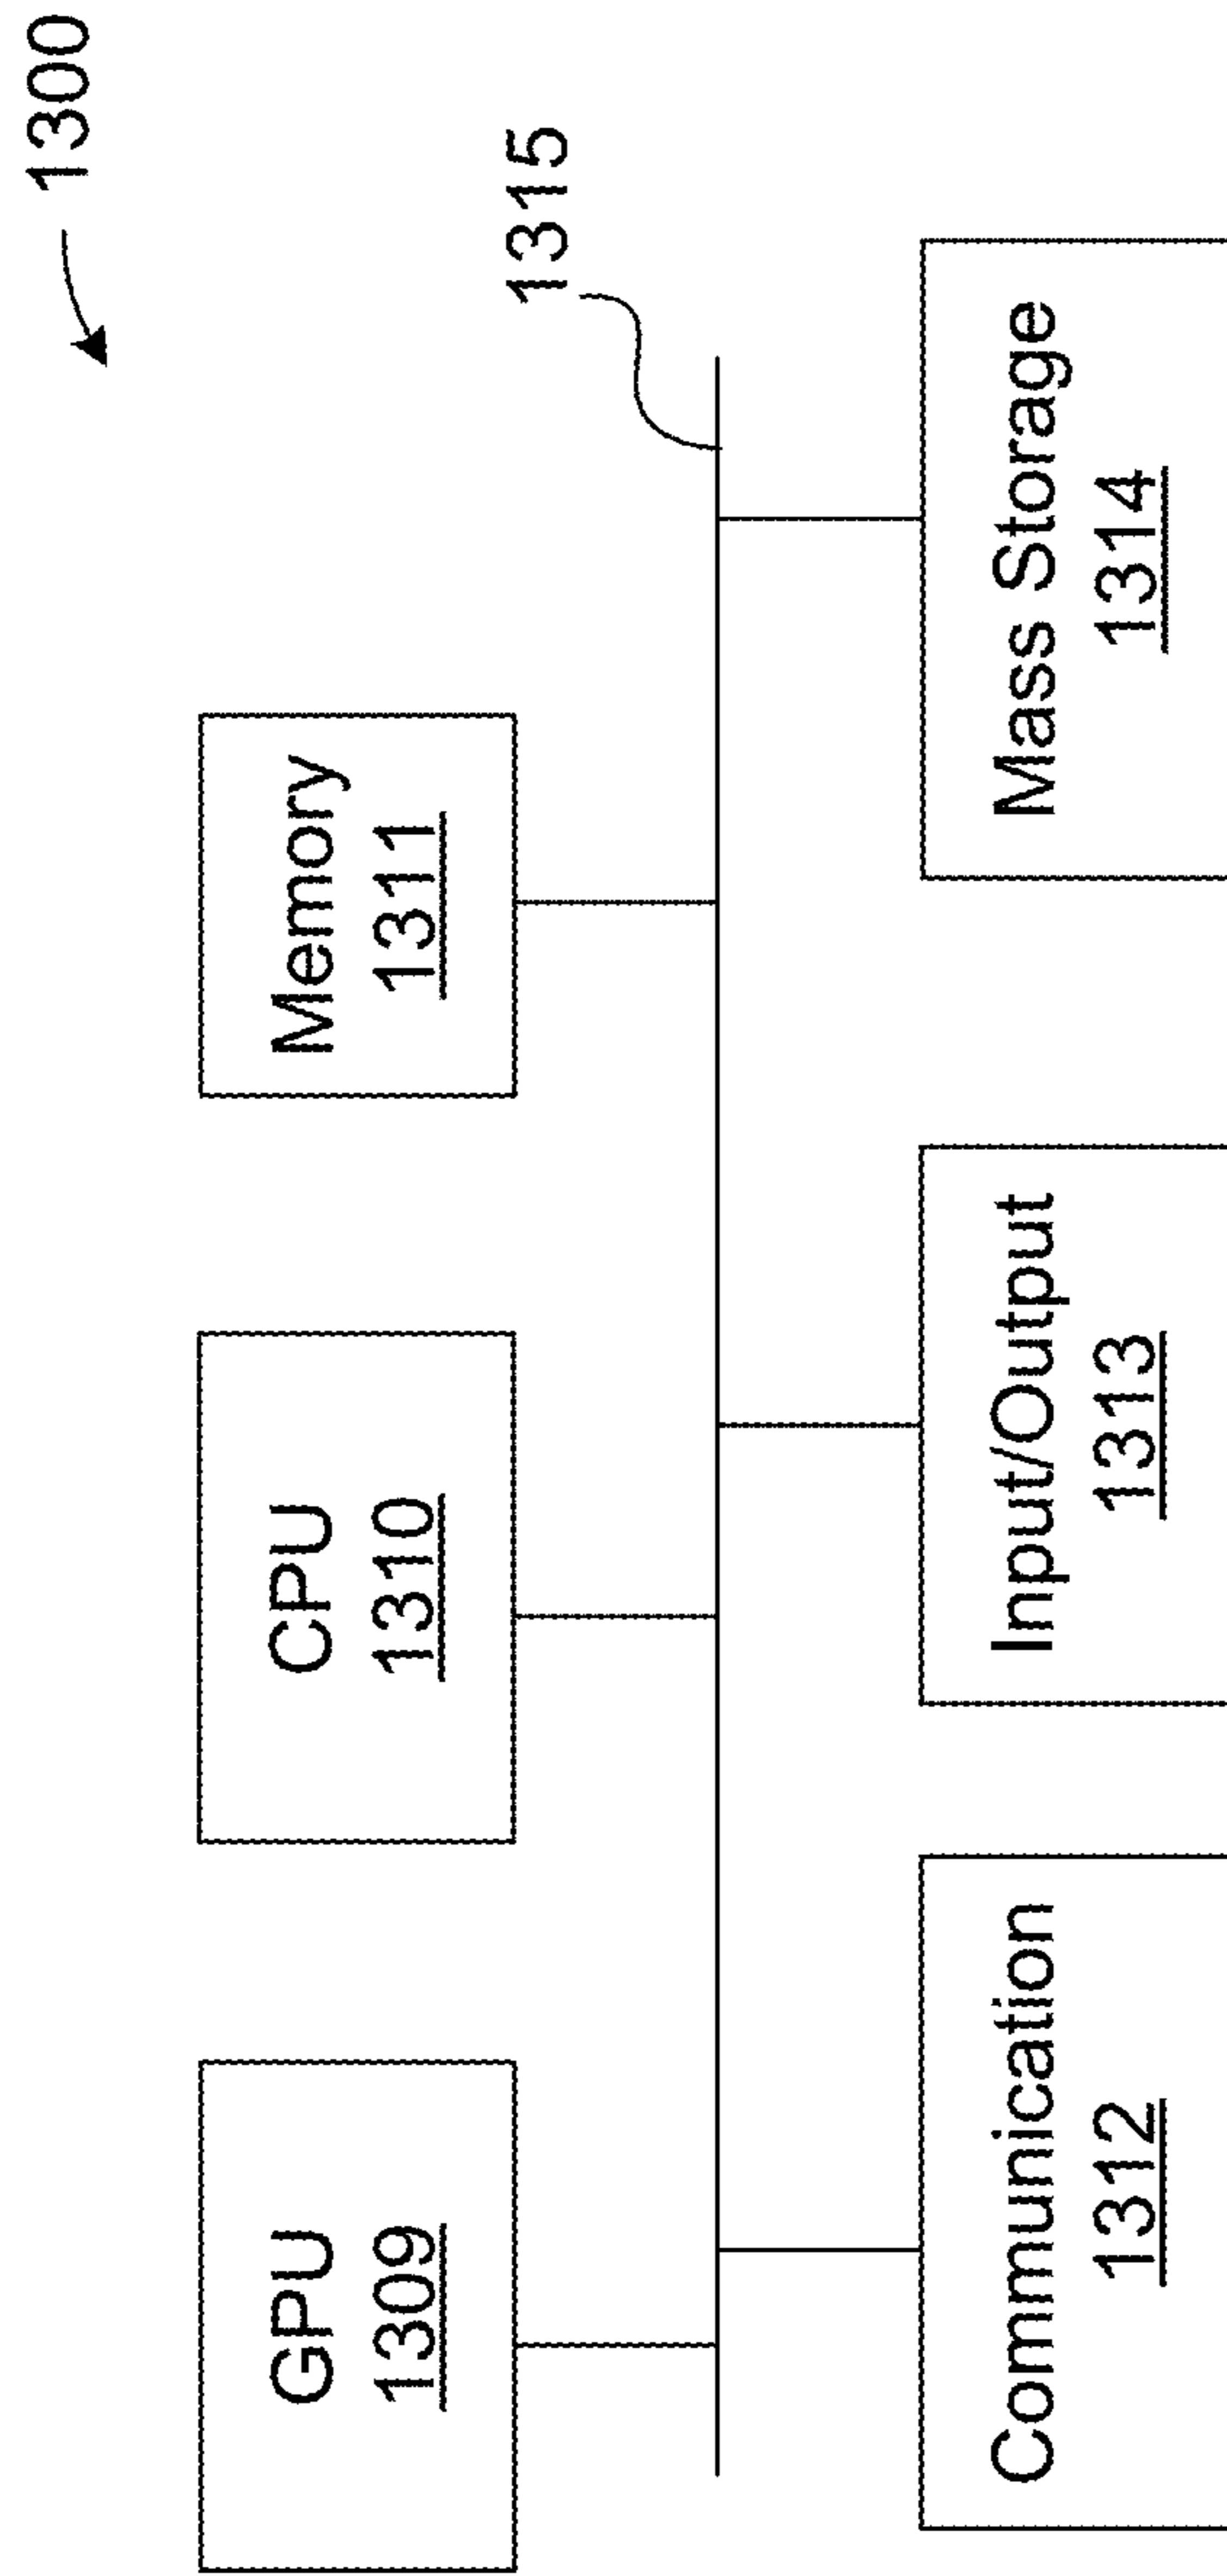 1300
GPU
1309
CPU
1310
Memory
1311
1315
Communication
1312
Input/Output
1313
Mass Storage
1314